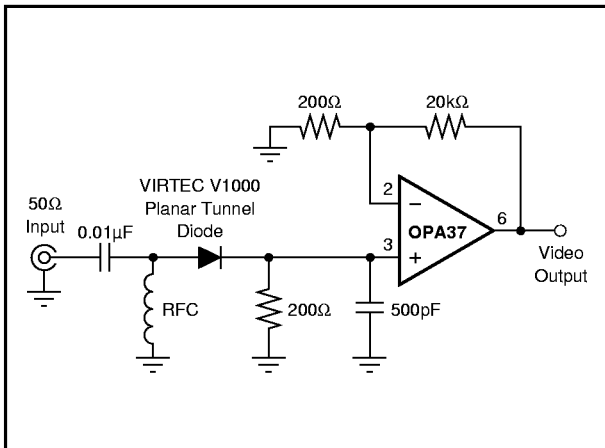 200Ω
20kΩ
VIRTEC V1000
Planar Tunnel
Diode
50Ω
Input
0.01µF
2
–
OPA37
6
3
+
Video
Output
RFC
200Ω
500pF